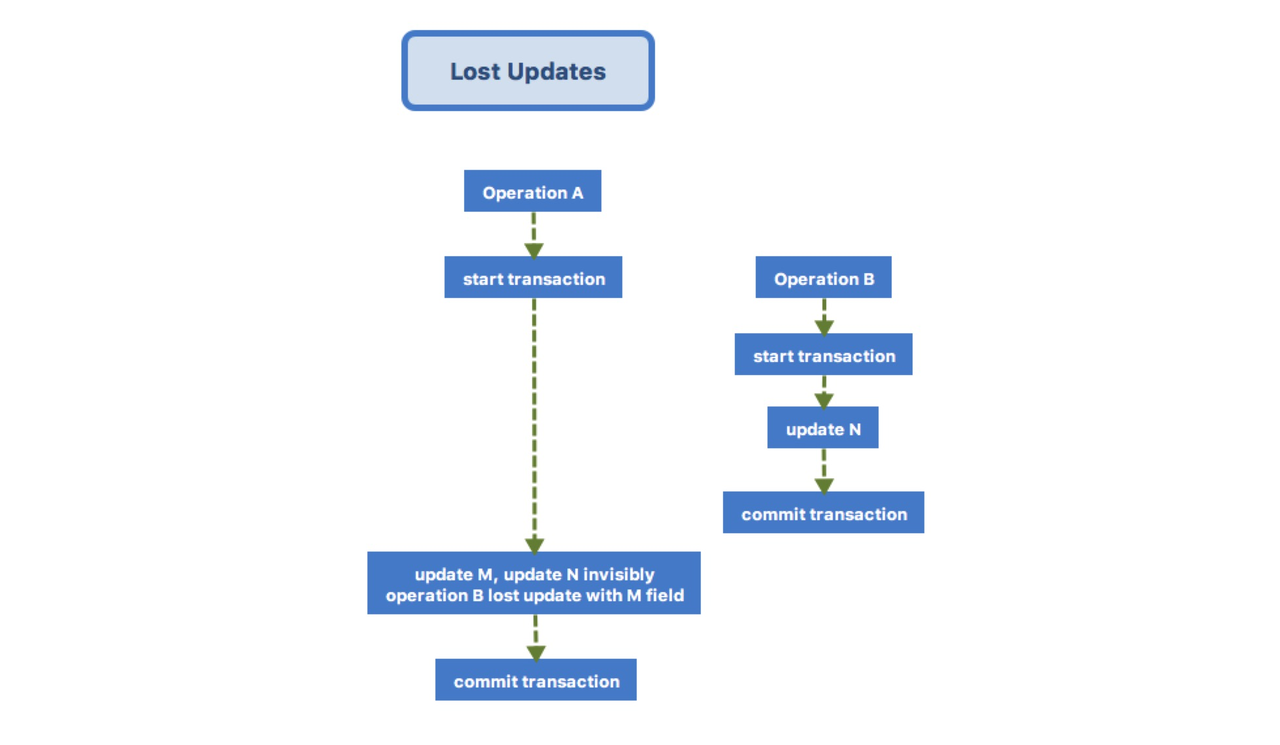 Lost Updates
Operation A
start transaction
Operation B
start transaction
update N
commit transaction
update M, update N invisibly
operation B lost update with M field
commit transaction